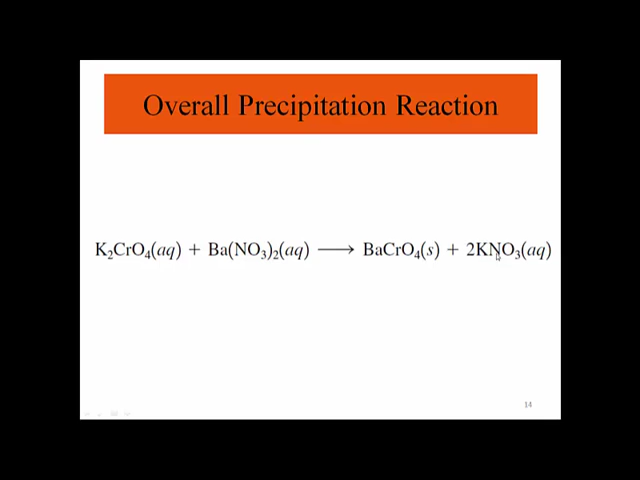 Overall Precipitation Reaction
K₂CrO₄(aq) + Ba(NO₃)₂(aq) ⟶ BaCrO₄(s) + 2KNO₃(aq)
14